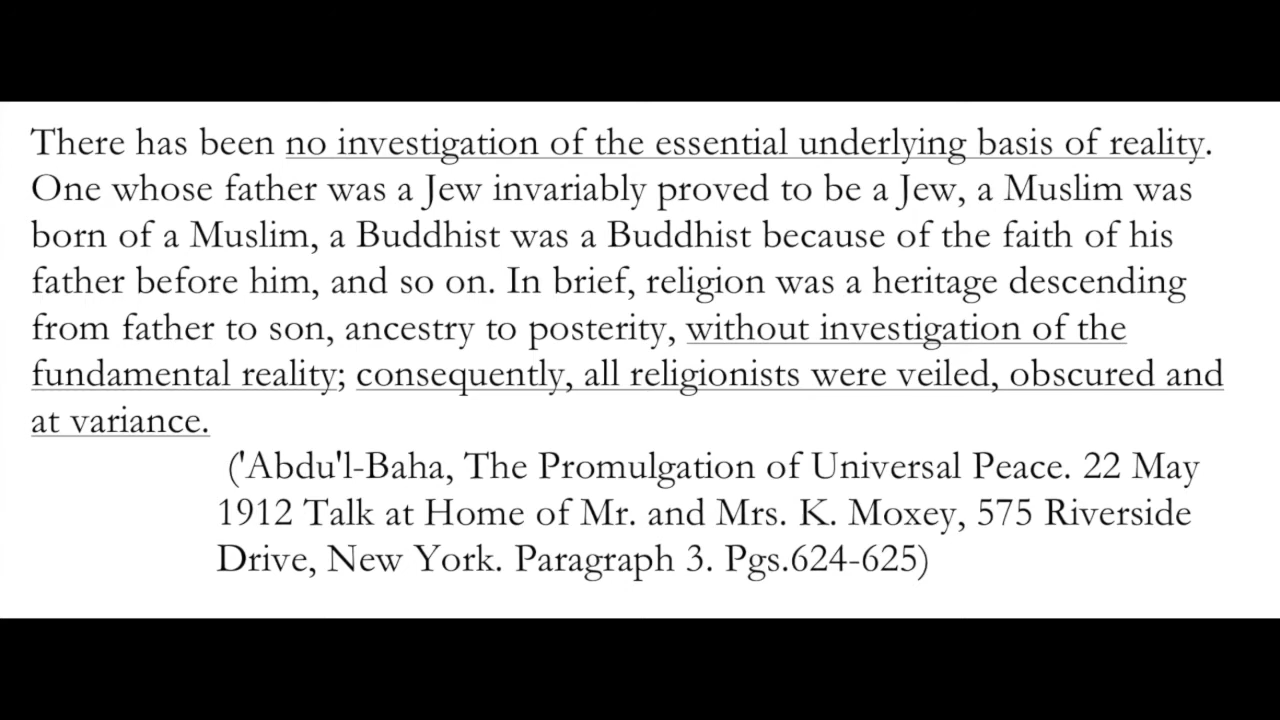 There has been no investigation of the essential underlying basis of reality.
One whose father was a Jew invariably proved to be a Jew, a Muslim was
born of a Muslim, a Buddhist was a Buddhist because of the faith of his
father before him, and so on. In brief, religion was a heritage descending
from father to son, ancestry to posterity, without investigation of the
fundamental reality; consequently, all religionists were veiled, obscured and
at variance.
('Abdu'l-Baha, The Promulgation of Universal Peace. 22 May
1912 Talk at Home of Mr. and Mrs. K. Moxey, 575 Riverside
Drive, New York. Paragraph 3. Pgs.624-625)